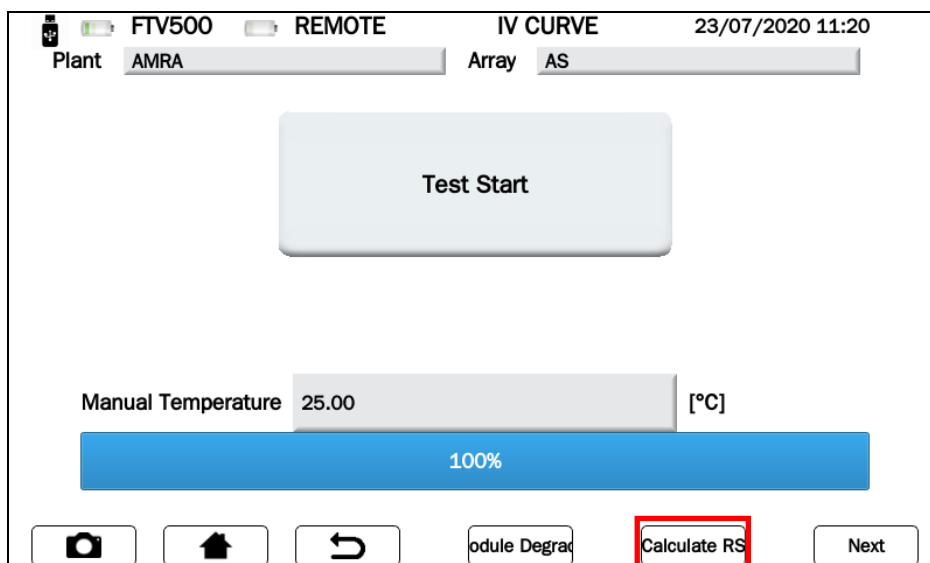 FTV500 REMOTE IV CURVE 23/07/2020 11:20
Plant AMRA Array AS
Test Start
Manual Temperature 25.00 [°C]
100%
odule Degrad Calculate RS Next